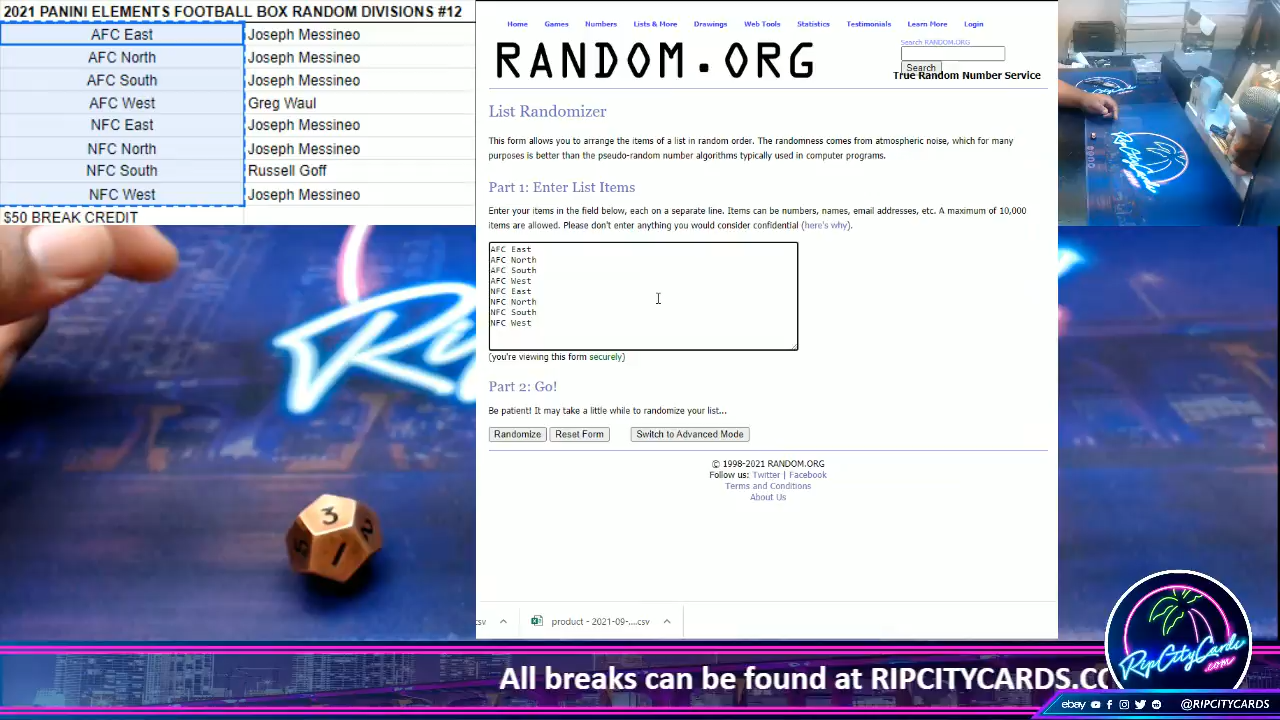 2021 PANINI ELEMENTS FOOTBALL BOX RANDOM DIVISIONS #12
AFC East Joseph Messineo
AFC North Joseph Messineo
AFC South Joseph Messineo
AFC West Greg Waul
NFC East Joseph Messineo
NFC North Joseph Messineo
NFC South Russell Goff
NFC West Joseph Messineo
$50 BREAK CREDIT
Home Games Numbers Lists & More Drawings Web Tools Statistics Testimonials Learn More Login
RANDOM.ORG
Search RANDOM.ORG
Search
True Random Number Service
List Randomizer
This form allows you to arrange the items of a list in random order. The randomness comes from atmospheric noise, which for many
purposes is better than the pseudo-random number algorithms typically used in computer programs.
Part 1: Enter List Items
Enter your items in the field below, each on a separate line. Items can be numbers, names, email addresses, etc. A maximum of 10,000
items are allowed. Please don't enter anything you would consider confidential (here's why).
AFC East
AFC North
AFC South
AFC West
NFC East
NFC North
NFC South
NFC West
(you're viewing this form securely)
Part 2: Go!
Be patient! It may take a little while to randomize your list...
Randomize Reset Form Switch to Advanced Mode
© 1998-2021 RANDOM.ORG
Follow us: Twitter | Facebook
Terms and Conditions
About Us
sv product - 2021-09-....csv
3
2
1
5
All breaks can be found at RIPCITYCARDS.CO
RipCityCards
.com
ebay @RIPCITYCARDS